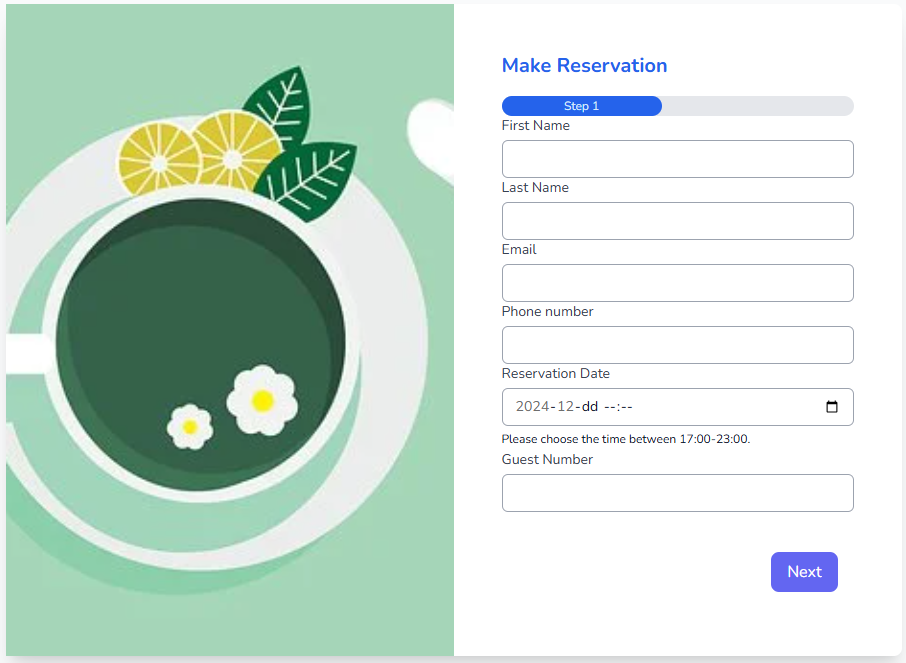 Make Reservation
Step 1
First Name
Last Name
Email
Phone number
Reservation Date
2024-12-dd --:--
Please choose the time between 17:00-23:00.
Guest Number
Next